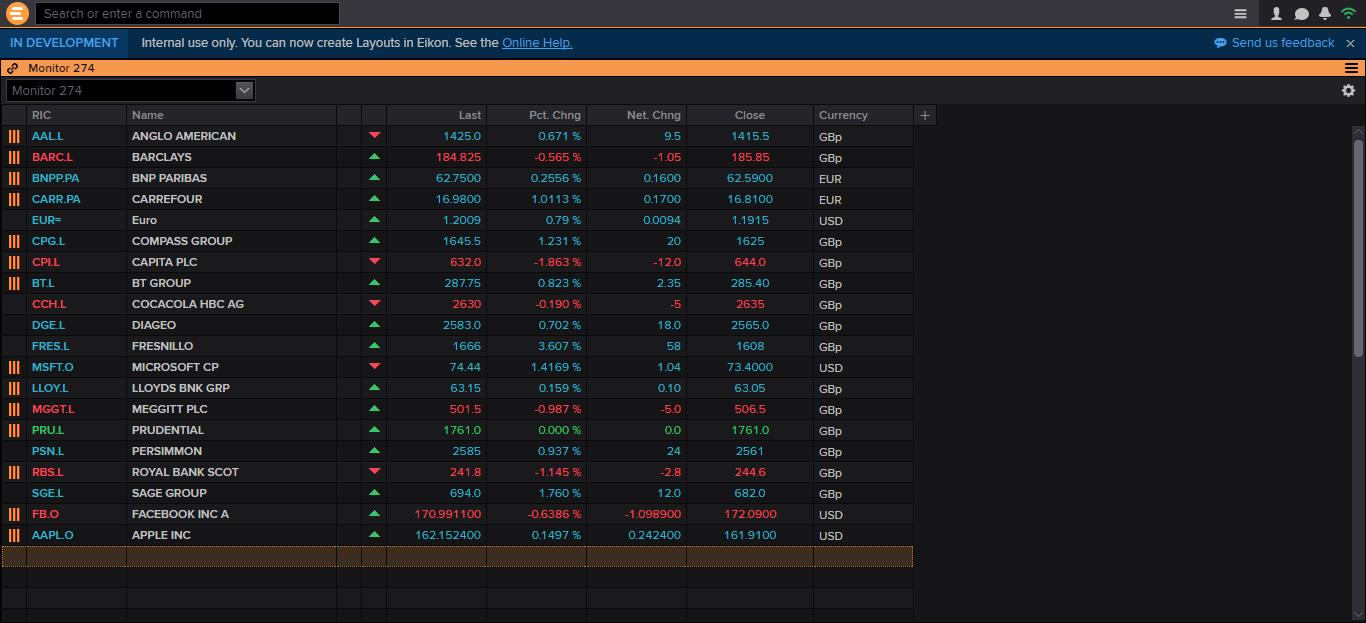 Search or enter a command
IN DEVELOPMENT Internal use only. You can now create Layouts in Eikon. See the Online Help. Send us feedback
Monitor 274
Monitor 274
RIC Name Last Pct. Chng Net. Chng Close Currency
AAL.L ANGLO AMERICAN 1425.0 0.671 % 9.5 1415.5 GBp
BARC.L BARCLAYS 184.825 -0.565 % -1.05 185.85 GBp
BNPP.PA BNP PARIBAS 62.7500 0.2556 % 0.1600 62.5900 EUR
CARR.PA CARREFOUR 16.9800 1.0113 % 0.1700 16.8100 EUR
EUR= Euro 1.2009 0.79 % 0.0094 1.1915 USD
CPG.L COMPASS GROUP 1645.5 1.231 % 20 1625 GBp
CPI.L CAPITA PLC 632.0 -1.863 % -12.0 644.0 GBp
BT.L BT GROUP 287.75 0.823 % 2.35 285.40 GBp
CCH.L COCACOLA HBC AG 2630 -0.190 % -5 2635 GBp
DGE.L DIAGEO 2583.0 0.702 % 18.0 2565.0 GBp
FRES.L FRESNILLO 1666 3.607 % 58 1608 GBp
MSFT.O MICROSOFT CP 74.44 1.4169 % 1.04 73.4000 USD
LLOY.L LLOYDS BNK GRP 63.15 0.159 % 0.10 63.05 GBp
MGGT.L MEGGITT PLC 501.5 -0.987 % -5.0 506.5 GBp
PRU.L PRUDENTIAL 1761.0 0.000 % 0.0 1761.0 GBp
PSN.L PERSIMMON 2585 0.937 % 24 2561 GBp
RBS.L ROYAL BANK SCOT 241.8 -1.145 % -2.8 244.6 GBp
SGE.L SAGE GROUP 694.0 1.760 % 12.0 682.0 GBp
FB.O FACEBOOK INC A 170.991100 -0.6386 % -1.098900 172.0900 USD
AAPL.O APPLE INC 162.152400 0.1497 % 0.242400 161.9100 USD